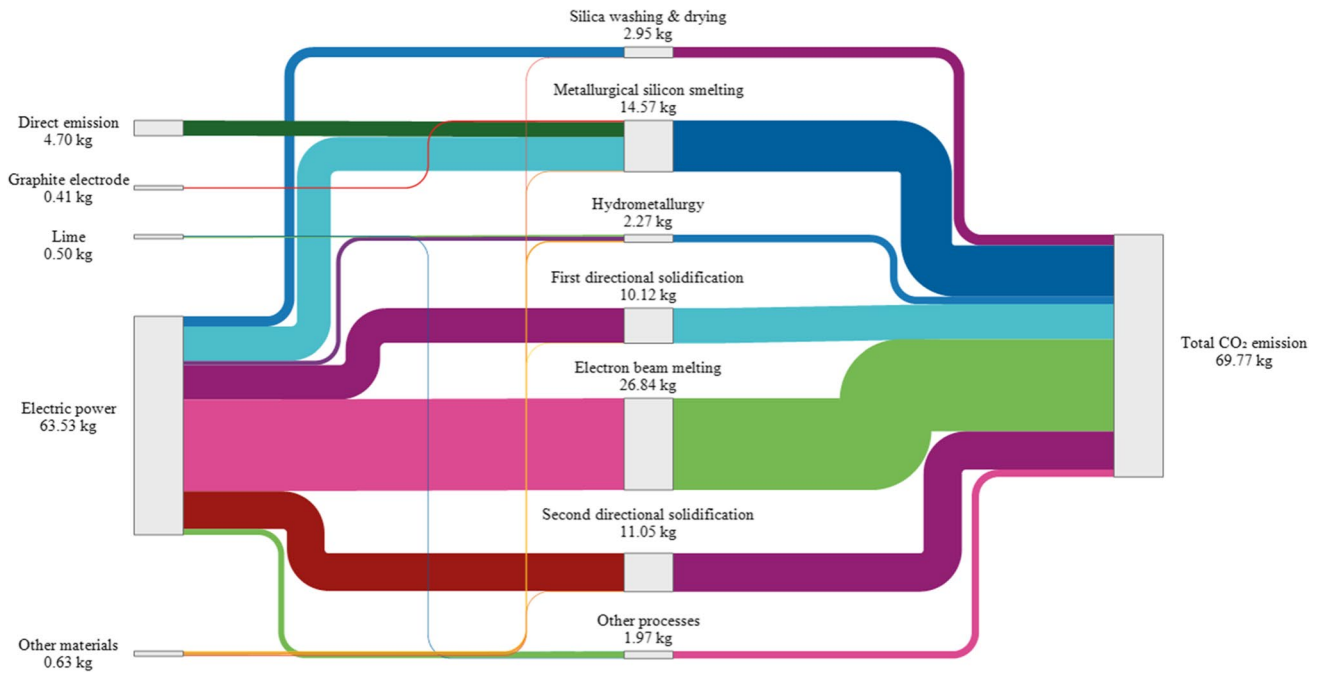 Silica washing & drying
2.95 kg
Metallurgical silicon smelting
14.57 kg
Direct emission
4.70 kg
Graphite electrode
0.41 kg
Hydrometallurgy
2.27 kg
Lime
0.50 kg
First directional solidification
10.12 kg
Total CO₂ emission
69.77 kg
Electron beam melting
26.84 kg
Electric power
63.53 kg
Second directional solidification
11.05 kg
Other processes
1.97 kg
Other materials
0.63 kg